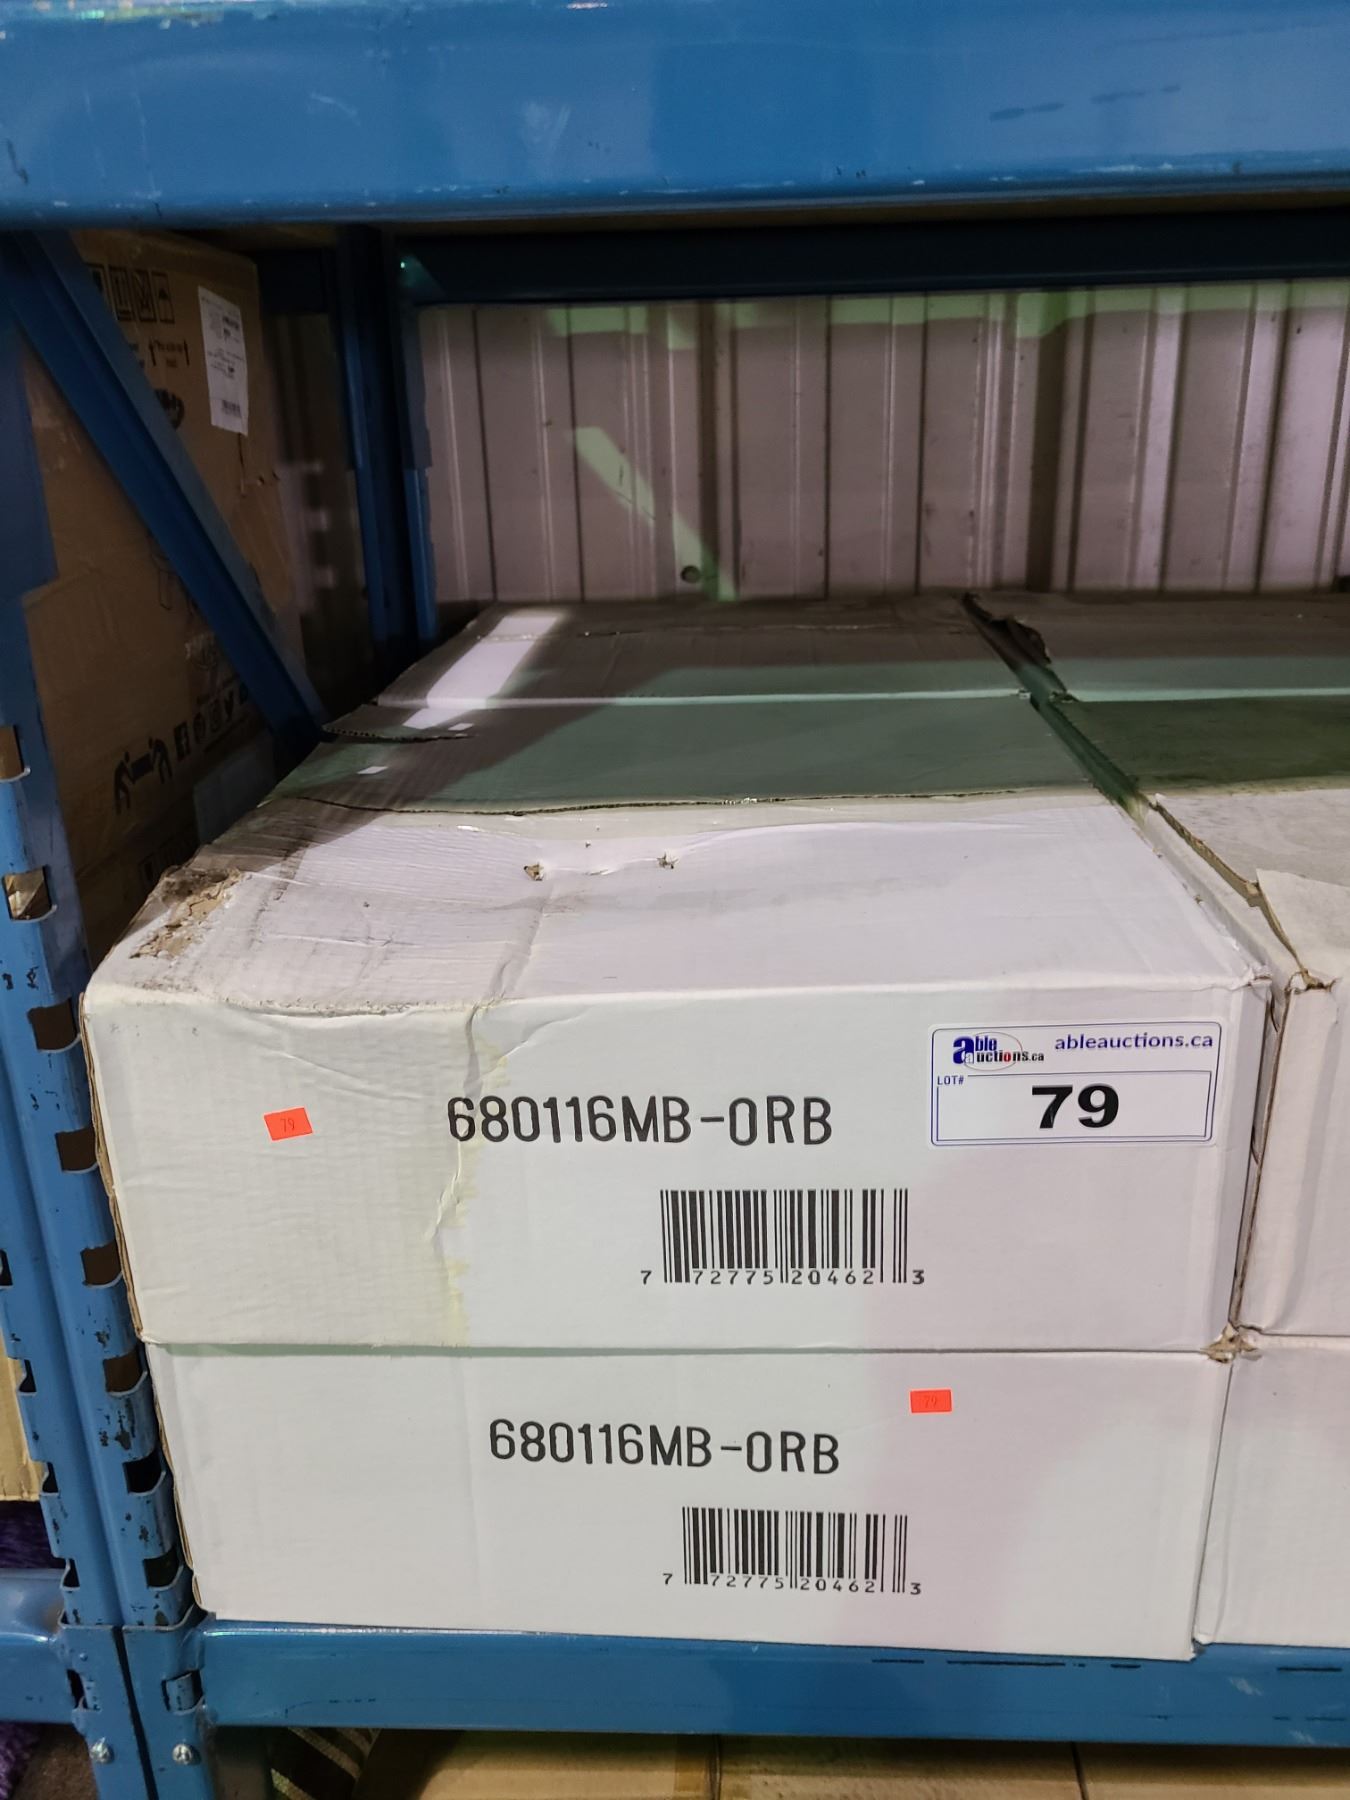 able auctions.ca
ableauctions.ca
LOT#
79
79
680116MB-ORB
7 72775 20462 3
79
680116MB-ORB
7 72775 20462 3